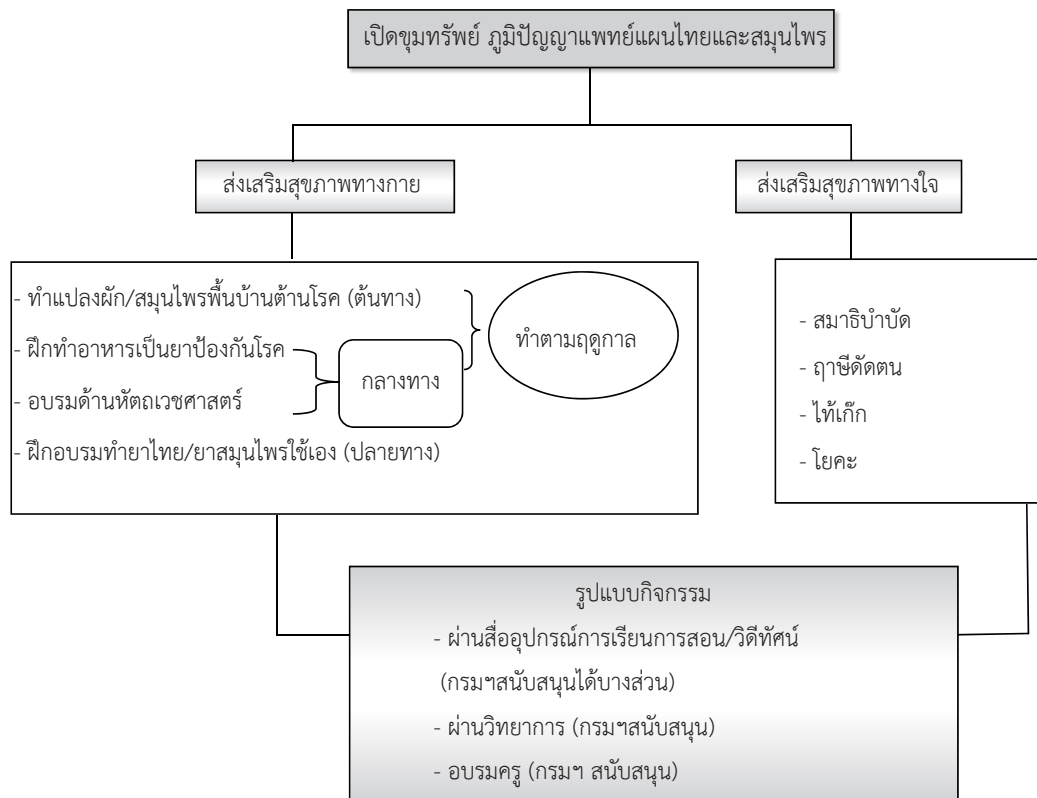 เปิดขุมทรัพย์ ภูมิปัญญาแพทย์แผนไทยและสมุนไพร
ส่งเสริมสุขภาพทางกาย
ส่งเสริมสุขภาพทางใจ
- ทำแปลงผัก/สมุนไพรพื้นบ้านต้านโรค (ต้นทาง)
- ฝึกทำอาหารเป็นยาป้องกันโรค
- อบรมด้านหัตถเวชศาสตร์
- ฝึกอบรมทำยาไทย/ยาสมุนไพรใช้เอง (ปลายทาง)
กลางทาง
ทำตามฤดูกาล
- สมาธิบำบัด
- ฤาษีดัดตน
- ไท้เก๊ก
- โยคะ
รูปแบบกิจกรรม
- ผ่านสื่ออุปกรณ์การเรียนการสอน/วิดีทัศน์
(กรมฯสนับสนุนได้บางส่วน)
- ผ่านวิทยาการ (กรมฯสนับสนุน)
- อบรมครู (กรมฯ สนับสนุน)